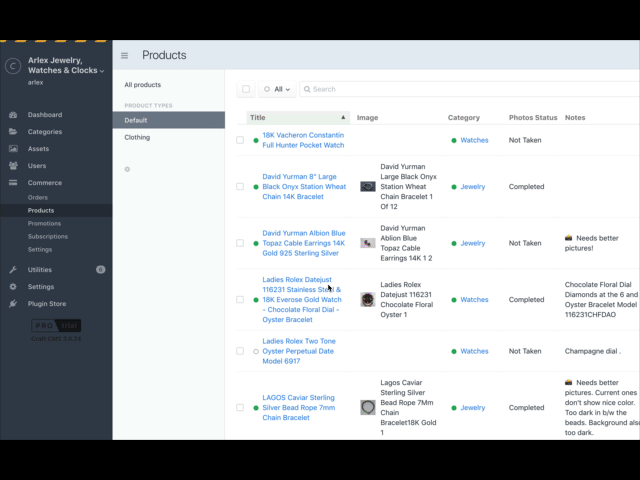 Arlex Jewelry,
Watches & Clocks
arlex
C
Dashboard
Categories
Assets
Users
Commerce
Orders
Products
Promotions
Subscriptions
Settings
Utilities
Settings
Plugin Store
PRO trial
Products
All products
PRODUCT TYPES
Default
Clothing
All
Search
Title Image Category Photos Status Notes
18K Vacheron Constantin
Full Hunter Pocket Watch
Watches
Not Taken
David Yurman 8" Large
Black Onyx Station Wheat
Chain 14K Bracelet
David Yurman
Large Black Onyx
Station Wheat
Chain Bracelet 1
Of 12
Jewelry
Completed
David Yurman Albion Blue
Topaz Cable Earrings 14K
Gold 925 Sterling Silver
David Yurman
Ablion Blue
Topaz Cable
Earrings 14K 1 2
Jewelry
Not Taken
📸 Needs better
pictures!
Ladies Rolex Datejust
116231 Stainless Steel &
18K Everose Gold Watch
- Chocolate Floral Dial -
Oyster Bracelet
Ladies Rolex
Datejust 116231
Chocolate Floral
Oyster 1
Watches
Completed
Chocolate Floral Dial
Diamonds at the 6 and
Oyster Bracelet Model
116231CHFDAO
Ladies Rolex Two Tone
Oyster Perpetual Date
Model 6917
Watches
Not Taken
Champagne dial .
LAGOS Caviar Sterling
Silver Bead Rope 7mm
Chain Bracelet
Lagos Caviar
Sterling Silver
Bead Rope 7Mm
Chain
Bracelet18K Gold
1
Jewelry
Completed
📸 Needs better
pictures. Current ones
don't show nice color.
Too dark in b/w the
beads. Background also
too dark.